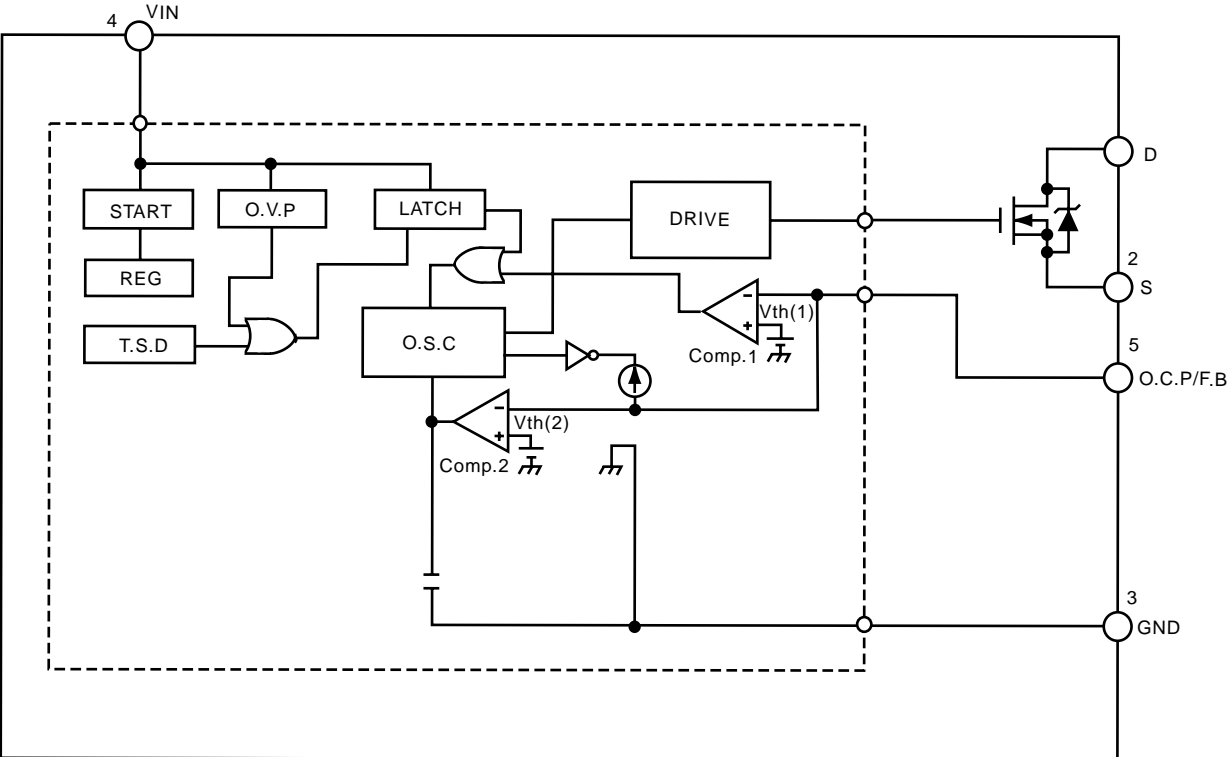 4
VIN
D
START
O.V.P
LATCH
DRIVE
2
S
REG
Vth(1)
-
+
T.S.D
O.S.C
Comp.1
5
O.C.P/F.B
-
Vth(2)
+
Comp.2
3
GND